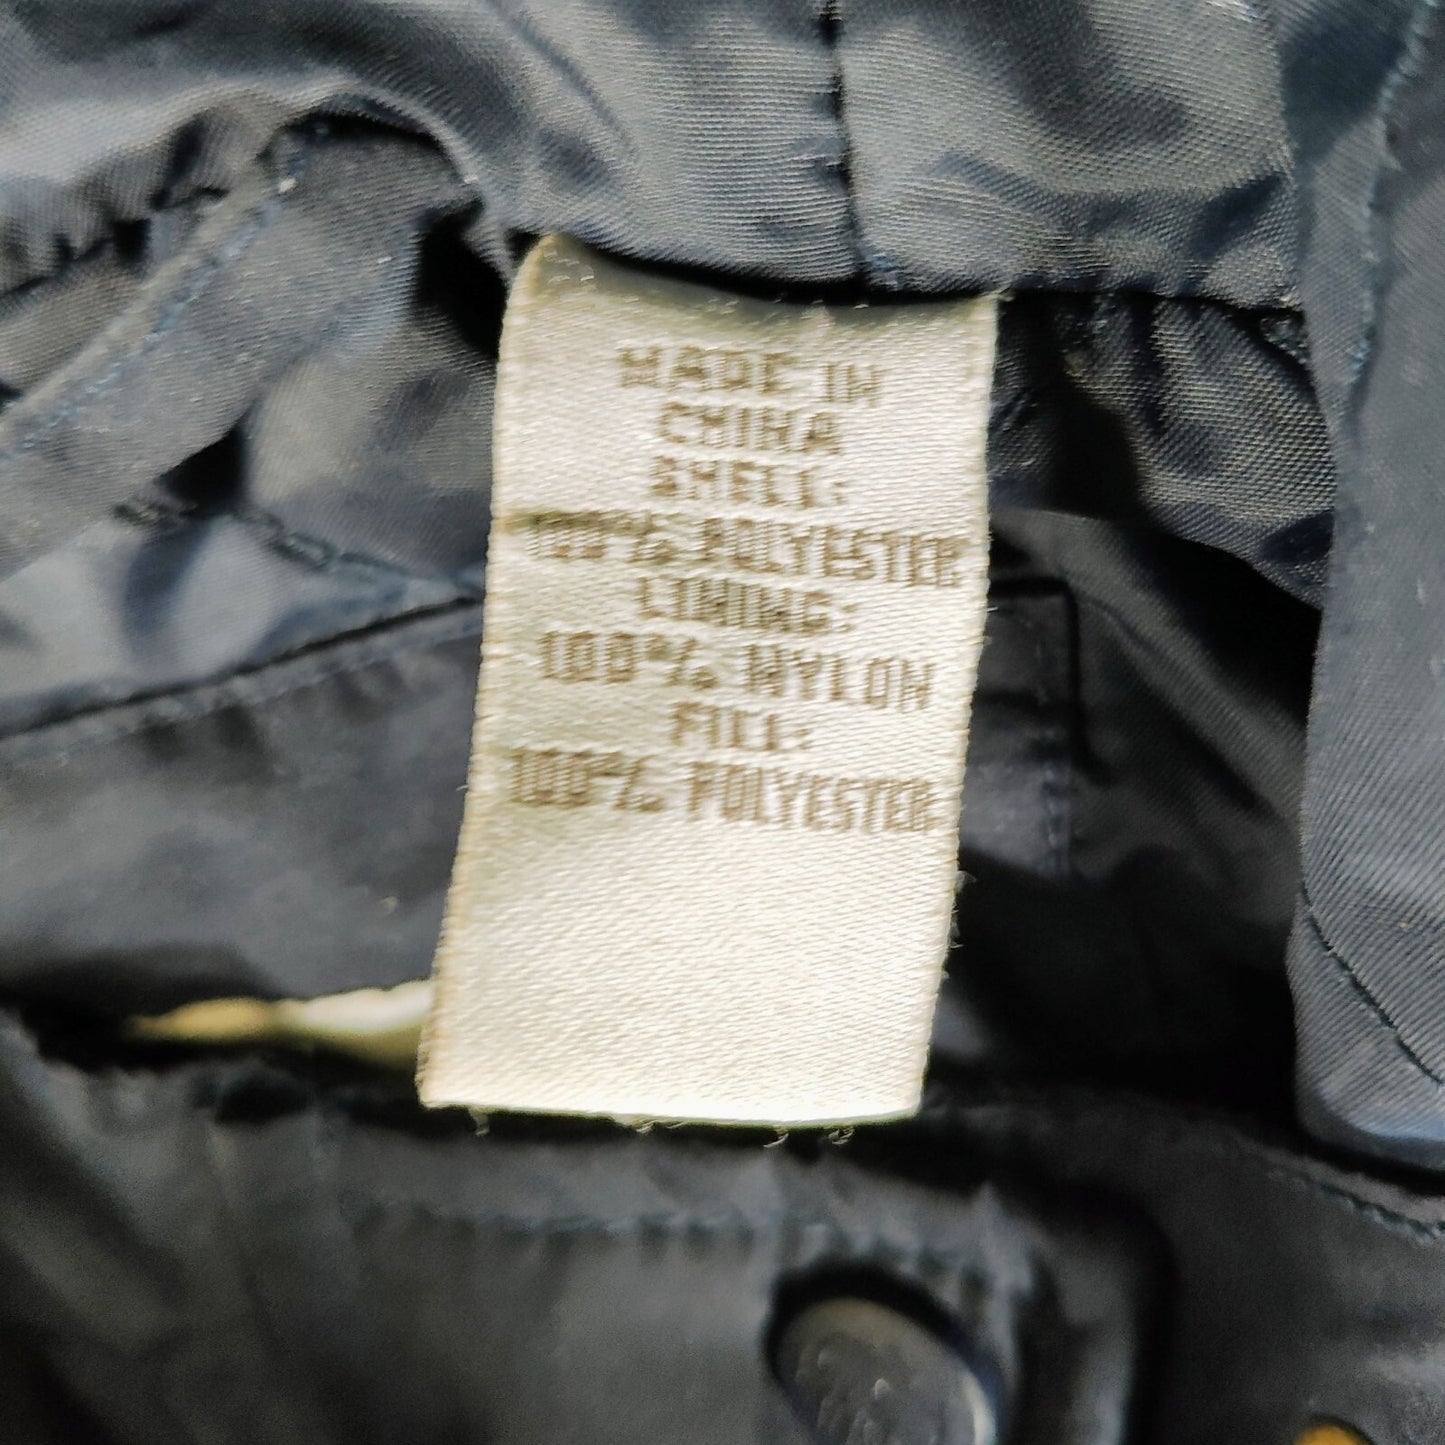 MADE IN
CHINA
SHELL:
100% POLYESTER
LINING:
100% NYLON
FILL:
100% POLYESTER